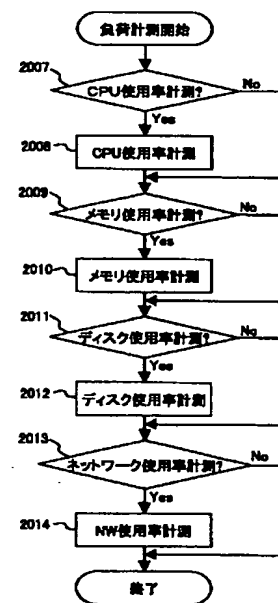 負荷計測開始
2007
CPU使用率計測?
No
Yes
2008
CPU使用率計測
2009
メモリ使用率計測?
No
Yes
2010
メモリ使用率計測
2011
ディスク使用率計測?
No
Yes
2012
ディスク使用率計測
2013
ネットワーク使用率計測?
No
Yes
2014
NW使用率計測
終了